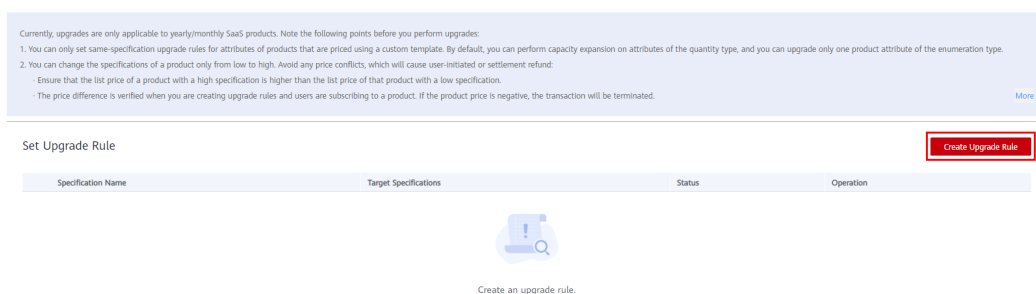 Currently, upgrades are only applicable to yearly/monthly SaaS products. Note the following points before you perform upgrades:
1. You can only set same-specification upgrade rules for attributes of products that are priced using a custom template. By default, you can perform capacity expansion on attributes of the quantity type, and you can upgrade only one product attribute of the enumeration type.
2. You can change the specifications of a product only from low to high. Avoid any price conflicts, which will cause user-initiated or settlement refund:
· Ensure that the list price of a product with a high specification is higher than the list price of that product with a low specification.
· The price difference is verified when you are creating upgrade rules and users are subscribing to a product. If the product price is negative, the transaction will be terminated. More
Set Upgrade Rule Create Upgrade Rule
Specification Name Target Specifications Status Operation
Create an upgrade rule.